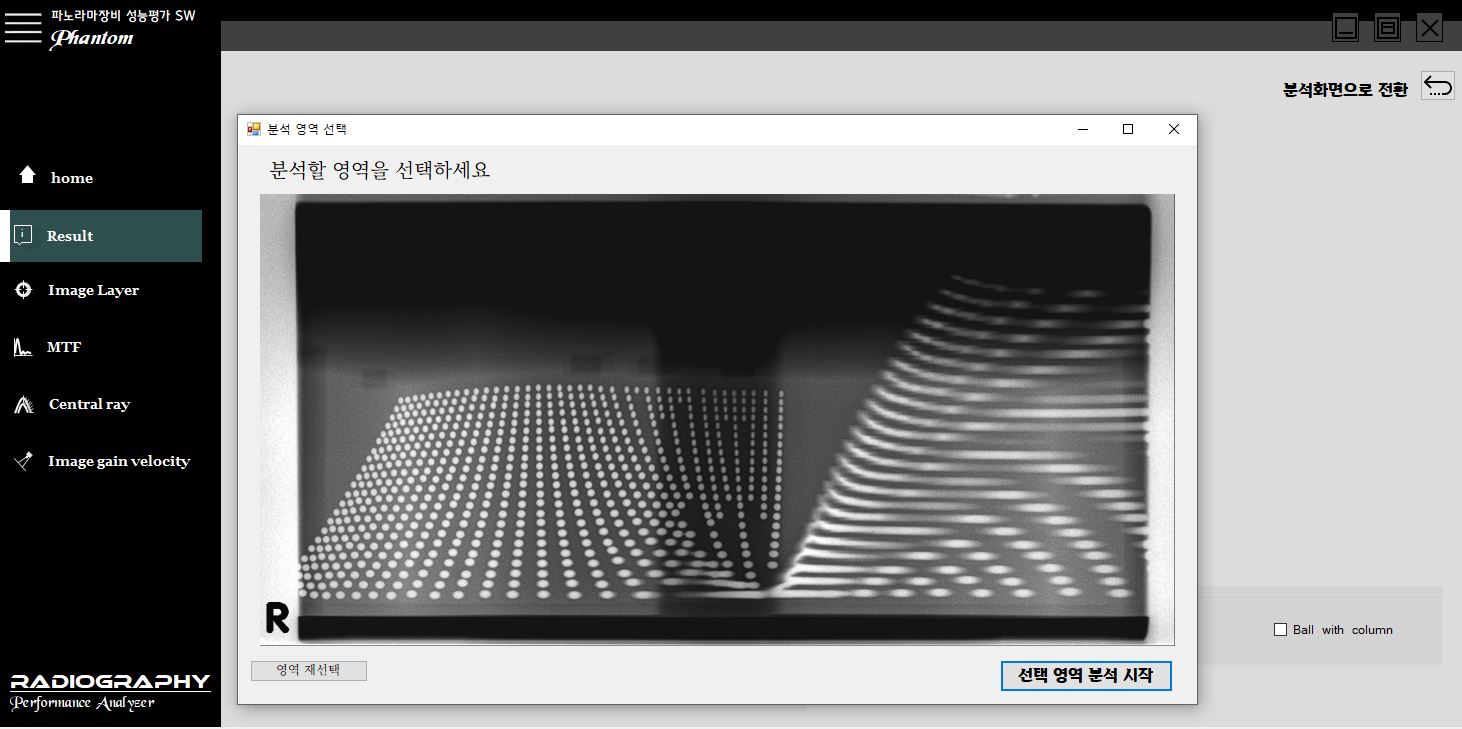 파노라마장비 성능평가 SW
Phantom
분석화면으로 전환
home
Result
Image Layer
MTF
Central ray
Image gain velocity
RADIOGRAPHY
Performance Analyzer
분석 영역 선택
분석할 영역을 선택하세요
R
영역 재선택
선택 영역 분석 시작
Ball with column